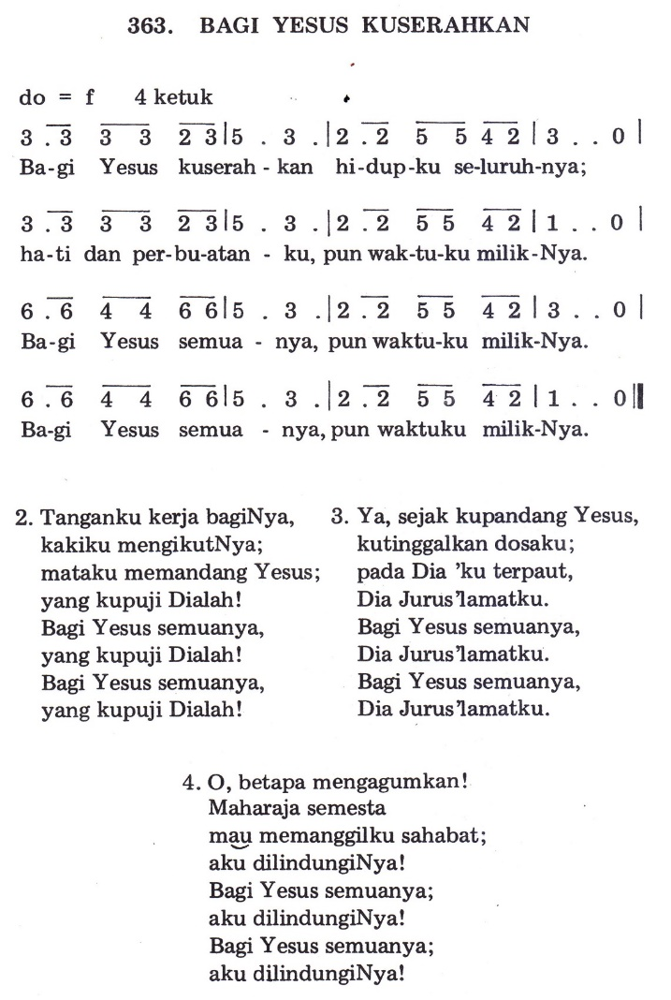 363. BAGI YESUS KUSERAHKAN
do = f 4 ketuk
3 . 3 3 3 2 3 | 5 . 3 . | 2 . 2 5 5 4 2 | 3 . . 0 |
Ba-gi Yesus kuserah - kan hi-dup-ku se-luruh-nya;
3 . 3 3 3 2 3 | 5 . 3 . | 2 . 2 5 5 4 2 | 1 . . 0 |
ha-ti dan per-bu-atan - ku, pun wak-tu-ku milik-Nya.
6 . 6 4 4 6 6 | 5 . 3 . | 2 . 2 5 5 4 2 | 3 . . 0 |
Ba-gi Yesus semua - nya, pun waktu-ku milik-Nya.
6 . 6 4 4 6 6 | 5 . 3 . | 2 . 2 5 5 4 2 | 1 . . 0 ||
Ba-gi Yesus semua - nya, pun waktuku milik-Nya.
2. Tanganku kerja bagiNya,
kakiku mengikutNya;
mataku memandang Yesus;
yang kupuji Dialah!
Bagi Yesus semuanya,
yang kupuji Dialah!
Bagi Yesus semuanya,
yang kupuji Dialah!
3. Ya, sejak kupandang Yesus,
kutinggalkan dosaku;
pada Dia 'ku terpaut,
Dia Jurus'lamatku.
Bagi Yesus semuanya,
Dia Jurus'lamatku.
Bagi Yesus semuanya,
Dia Jurus'lamatku.
4. O, betapa mengagumkan!
Maharaja semesta
mau memanggilku sahabat;
aku dilindungiNya!
Bagi Yesus semuanya;
aku dilindungiNya!
Bagi Yesus semuanya;
aku dilindungiNya!